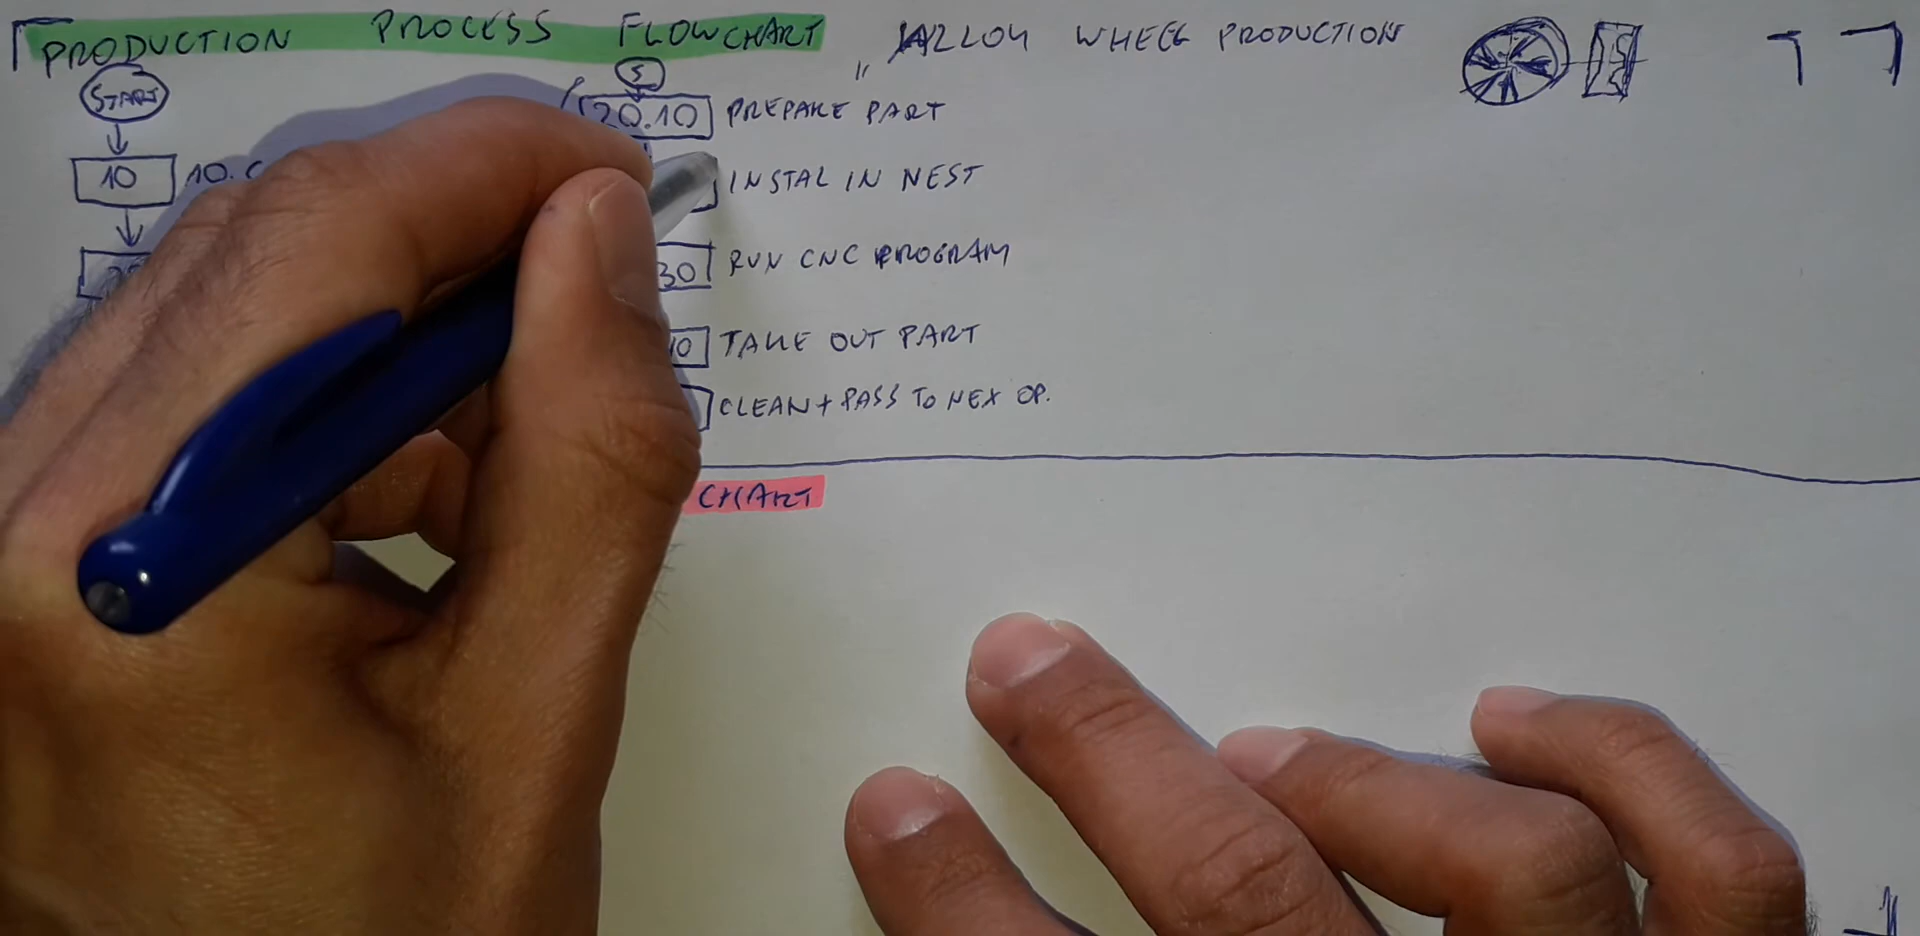 PRODUCTION PROCESS FLOWCHART " ALLOY WHEEL PRODUCTION
START
S
20.10 PREPARE PART
10 10.
INSTAL IN NEST
30 RUN CNC PROGRAM
TAKE OUT PART
CLEAN + PASS TO NEX OP.
CHART